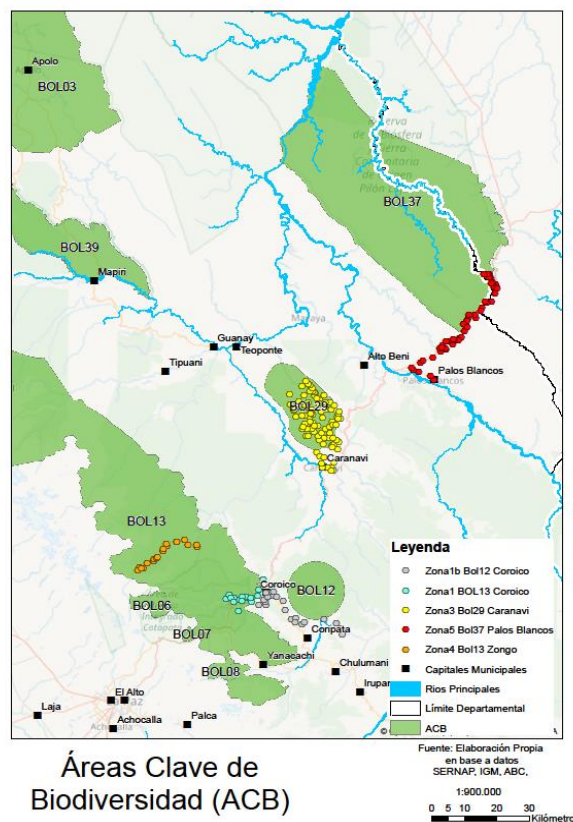 Apolo
BOL03
BOL37
BOL39
Mapiri
Guanay
Teoponte
Tipuani
Alto Beni
Palos Blancos
BOL29
Caranavi
BOL13
Coroico
BOL12
BOL06
BOL07
Coripata
BOL08
Yanacachi
Chulumani
Irupan
El Alto
Laja
Achocalla
Palca
Leyenda
Zona1b Bol12 Coroico
Zona1 BOL13 Coroico
Zona3 Bol29 Caranavi
Zona5 Bol37 Palos Blancos
Zona4 Bol13 Zongo
Capitales Municipales
Rios Principales
Límite Departamental
ACB
Áreas Clave de
Biodiversidad (ACB)
Fuente: Elaboración Propia
en base a datos
SERNAP, IGM, ABC,
1:900.000
0 5 10 20 30
Kilómetro